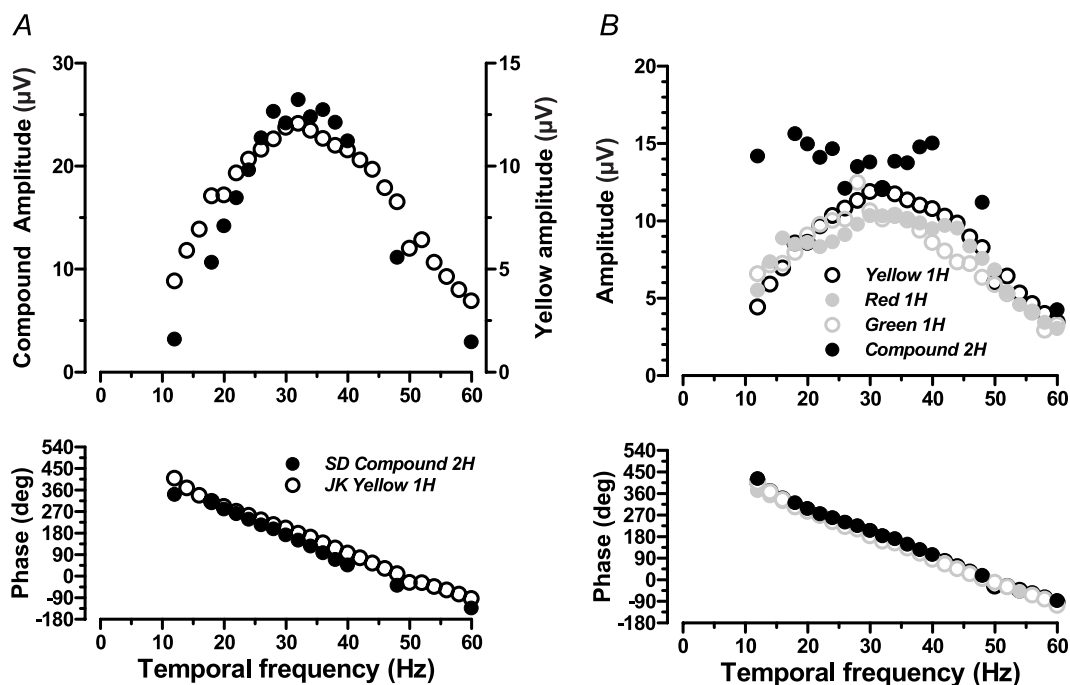 A
B
Compound Amplitude (µV)
30
20
10
0
15
10
5
0
Yellow amplitude (µV)
0 10 20 30 40 50 60
Amplitude (µV)
20
15
10
5
0
Yellow 1H
Red 1H
Green 1H
Compound 2H
0 10 20 30 40 50 60
Phase (deg)
540
450
360
270
180
90
0
-90
-180
SD Compound 2H
JK Yellow 1H
0 10 20 30 40 50 60
Temporal frequency (Hz)
Phase (deg)
540
450
360
270
180
90
0
-90
-180
0 10 20 30 40 50 60
Temporal frequency (Hz)